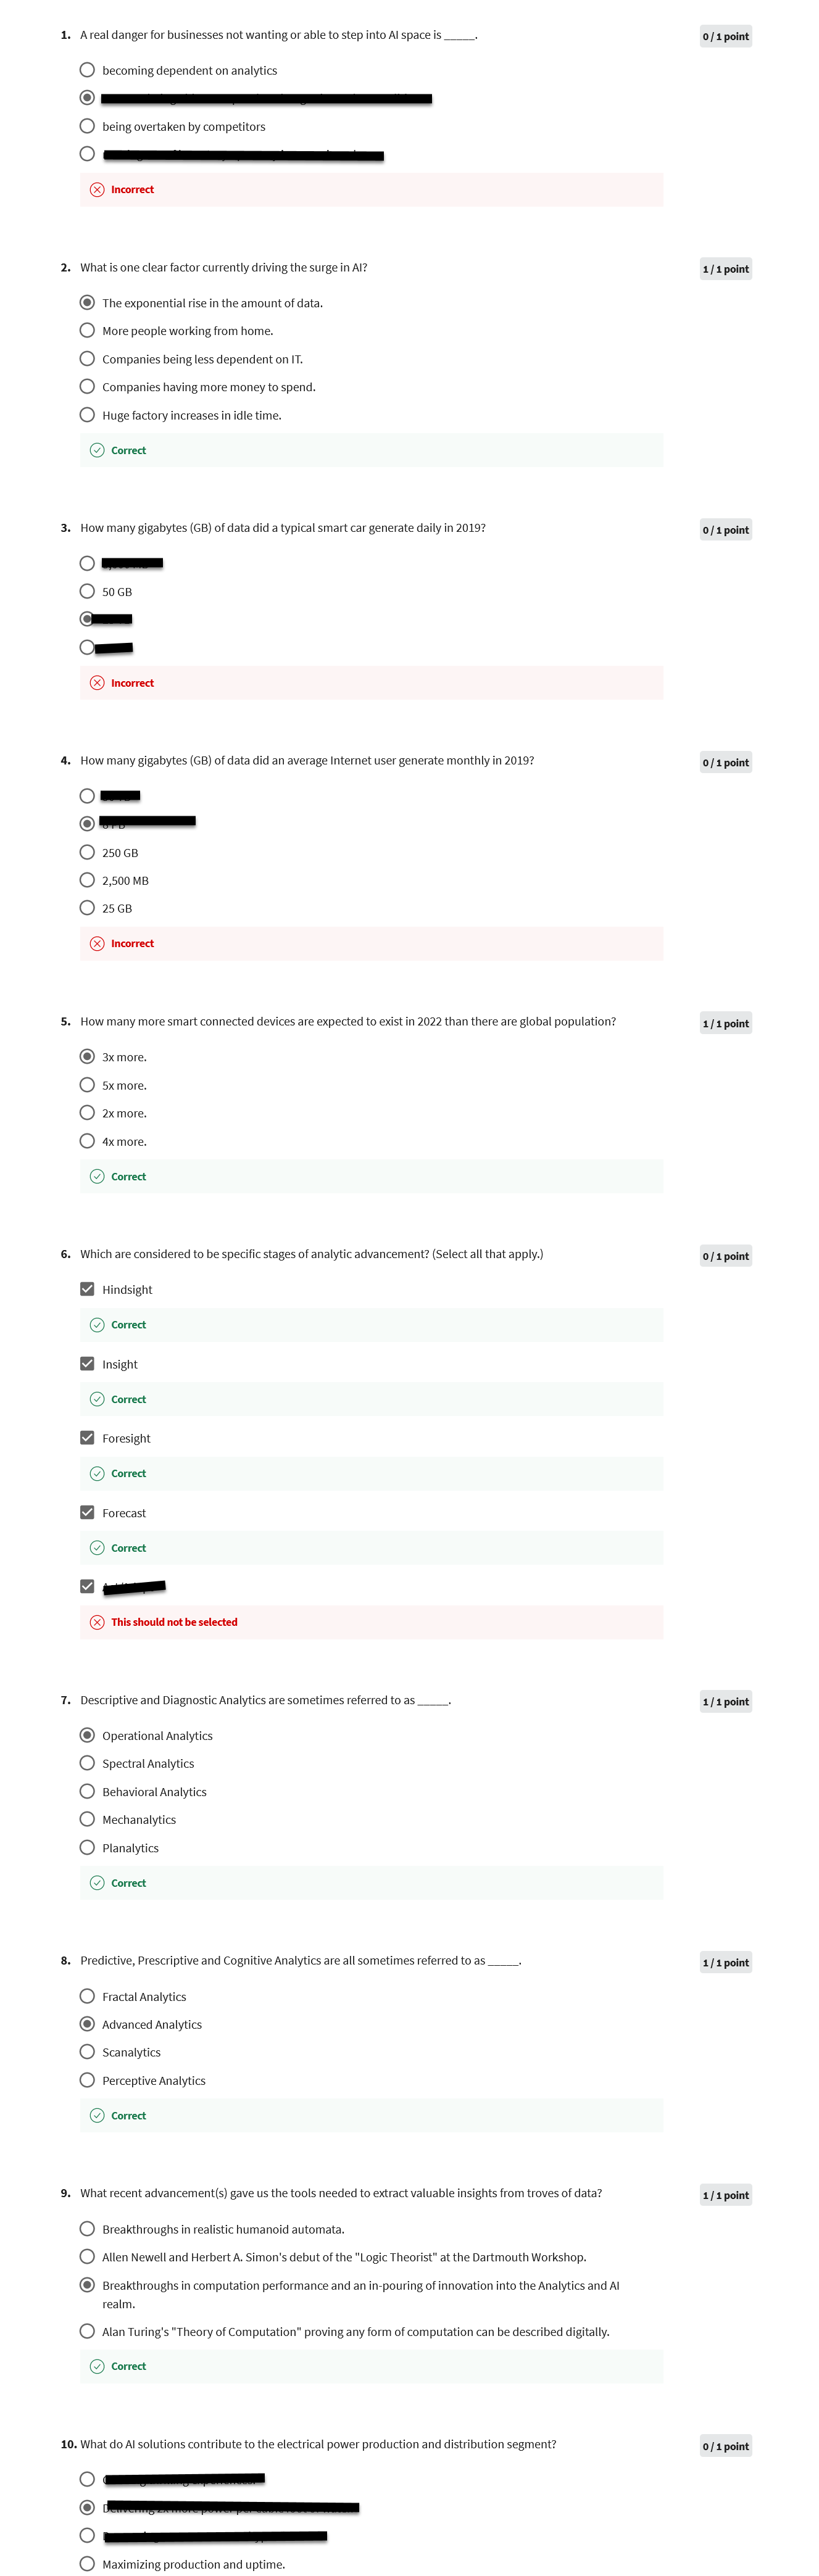 1. A real danger for businesses not wanting or able to step into AI space is _____.
0 / 1 point
becoming dependent on analytics
being overtaken by competitors
Incorrect
2. What is one clear factor currently driving the surge in AI?
1 / 1 point
The exponential rise in the amount of data.
More people working from home.
Companies being less dependent on IT.
Companies having more money to spend.
Huge factory increases in idle time.
Correct
3. How many gigabytes (GB) of data did a typical smart car generate daily in 2019?
0 / 1 point
50 GB
Incorrect
4. How many gigabytes (GB) of data did an average Internet user generate monthly in 2019?
0 / 1 point
250 GB
2,500 MB
25 GB
Incorrect
5. How many more smart connected devices are expected to exist in 2022 than there are global population?
1 / 1 point
3x more.
5x more.
2x more.
4x more.
Correct
6. Which are considered to be specific stages of analytic advancement? (Select all that apply.)
0 / 1 point
Hindsight
Correct
Insight
Correct
Foresight
Correct
Forecast
Correct
This should not be selected
7. Descriptive and Diagnostic Analytics are sometimes referred to as _____.
1 / 1 point
Operational Analytics
Spectral Analytics
Behavioral Analytics
Mechanalytics
Planalytics
Correct
8. Predictive, Prescriptive and Cognitive Analytics are all sometimes referred to as _____.
1 / 1 point
Fractal Analytics
Advanced Analytics
Scanalytics
Perceptive Analytics
Correct
9. What recent advancement(s) gave us the tools needed to extract valuable insights from troves of data?
1 / 1 point
Breakthroughs in realistic humanoid automata.
Allen Newell and Herbert A. Simon's debut of the "Logic Theorist" at the Dartmouth Workshop.
Breakthroughs in computation performance and an in-pouring of innovation into the Analytics and AI
realm.
Alan Turing's "Theory of Computation" proving any form of computation can be described digitally.
Correct
10. What do AI solutions contribute to the electrical power production and distribution segment?
0 / 1 point
Maximizing production and uptime.